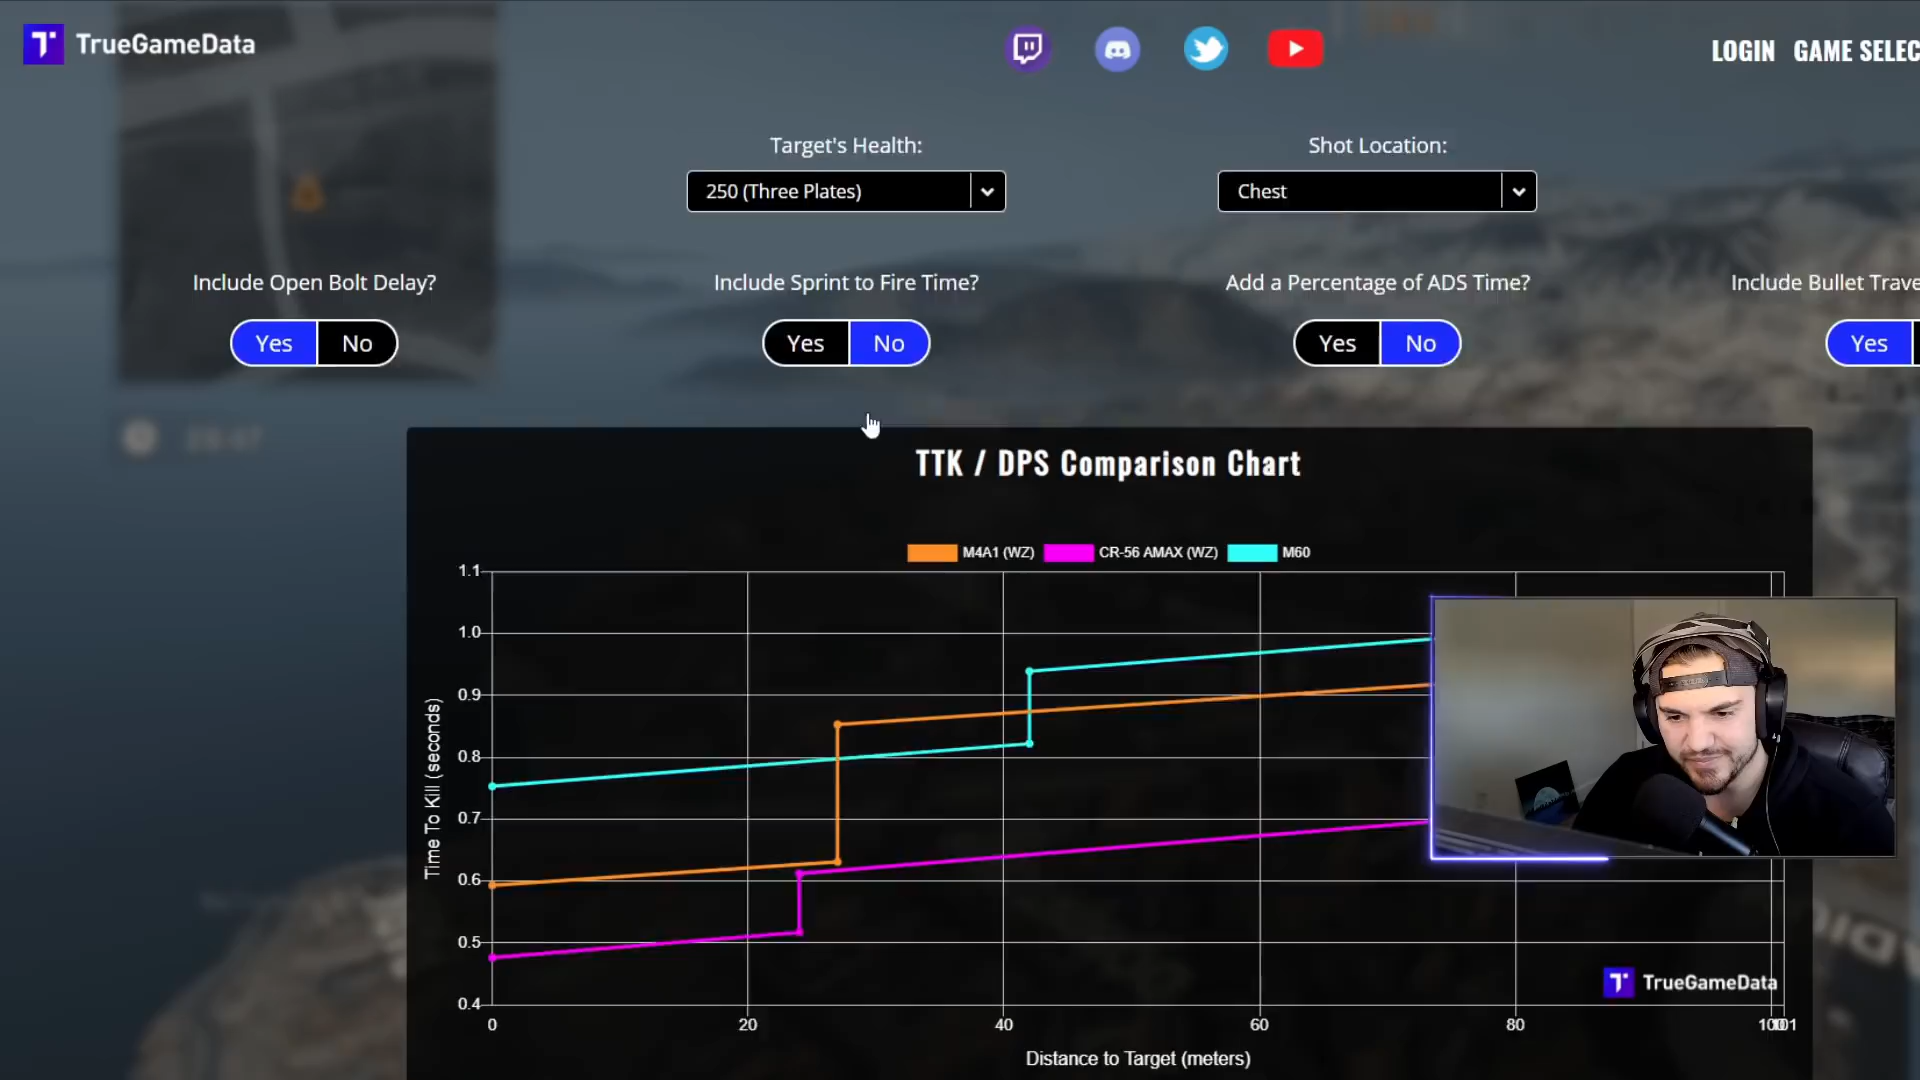 TrueGameData
LOGIN GAME SELEC
Target's Health:
Shot Location:
250 (Three Plates)
Chest
Include Open Bolt Delay?
Include Sprint to Fire Time?
Add a Percentage of ADS Time?
Include Bullet Trave
Yes No
Yes No
Yes No
Yes
TTK / DPS Comparison Chart
M4A1 (WZ) CR-56 AMAX (WZ) M60
1.1
1.0
0.9
0.8
0.7
0.6
0.5
0.4
Time To Kill (seconds)
TrueGameData
0 20 40 60 80 100 101
Distance to Target (meters)